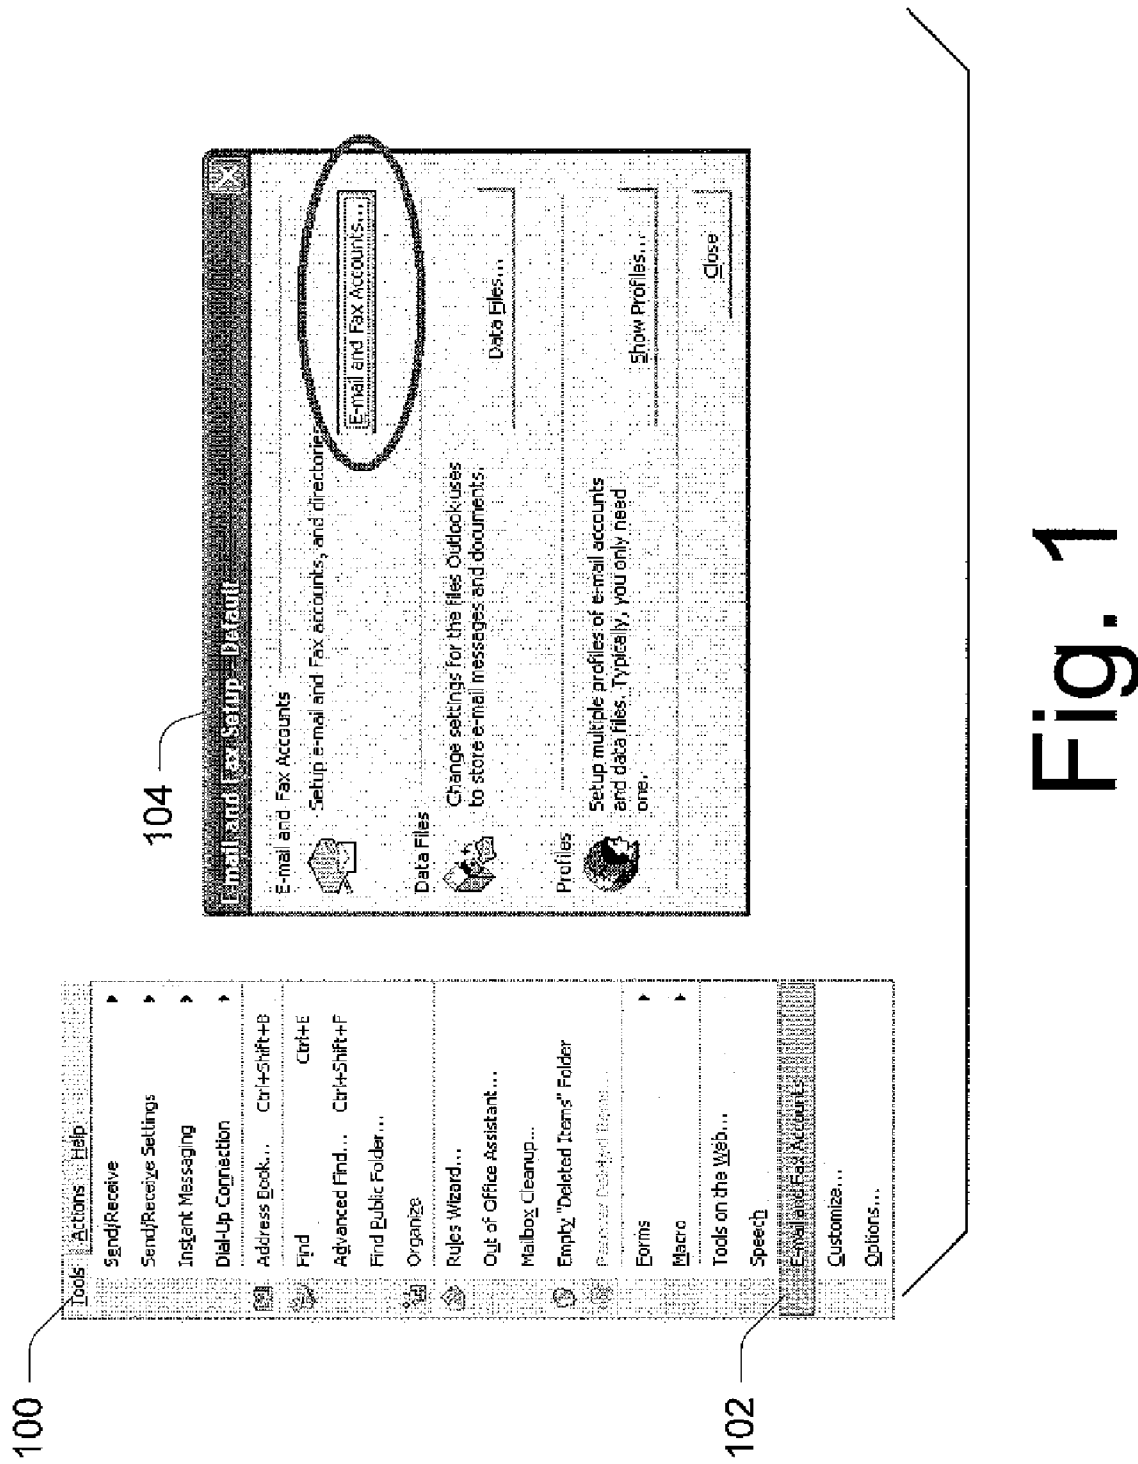 100
Tools Actions Help
Send/Receive
Send/Receive Settings
Instant Messaging
Dial-Up Connection
Address Book... Ctrl+Shift+B
Find Ctrl+E
Advanced Find... Ctrl+Shift+F
Find Public Folder...
Organize
Rules Wizard...
Out of Office Assistant...
Mailbox Cleanup...
Empty "Deleted Items" Folder
Recover Deleted Items...
Forms
Macro
Tools on the Web...
Speech
E-mail and Fax Accounts
Customize...
Options...
102
104
E-mail and Fax Setup - Default
E-mail and Fax Accounts
Setup e-mail and Fax accounts, and directories
E-mail and Fax Accounts...
Data Files
Change settings for the files Outlook uses
to store e-mail messages and documents.
Data Files...
Profiles
Setup multiple profiles of e-mail accounts
and data files. Typically, you only need
one.
Show Profiles...
Close
Fig. 1